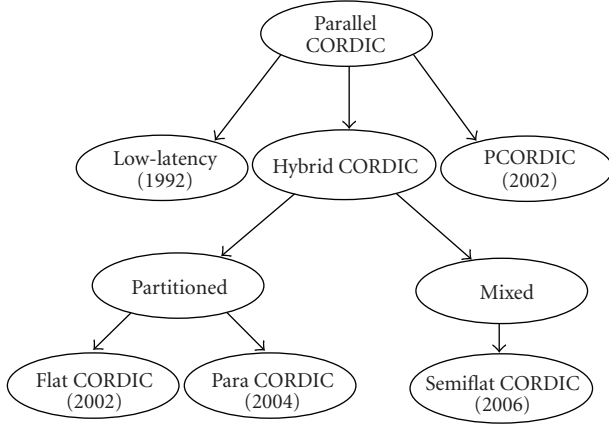 Parallel
CORDIC
Low-latency
(1992)
Hybrid CORDIC
PCORDIC
(2002)
Partitioned
Mixed
Flat CORDIC
(2002)
Para CORDIC
(2004)
Semiflat CORDIC
(2006)